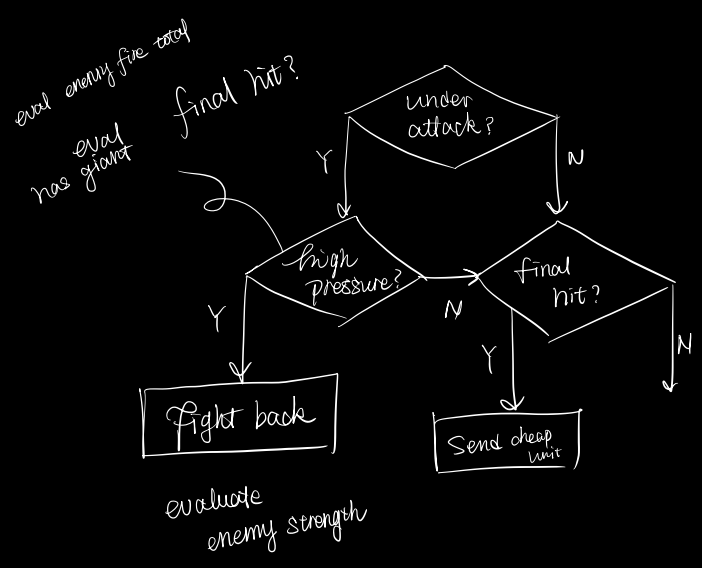 eval enemy fire total
final hit?
eval
has giant
under
attack?
Y
N
high
pressure?
final
hit?
Y
N
Y
N
fight back
Send cheap
unit
evaluate
enemy strength